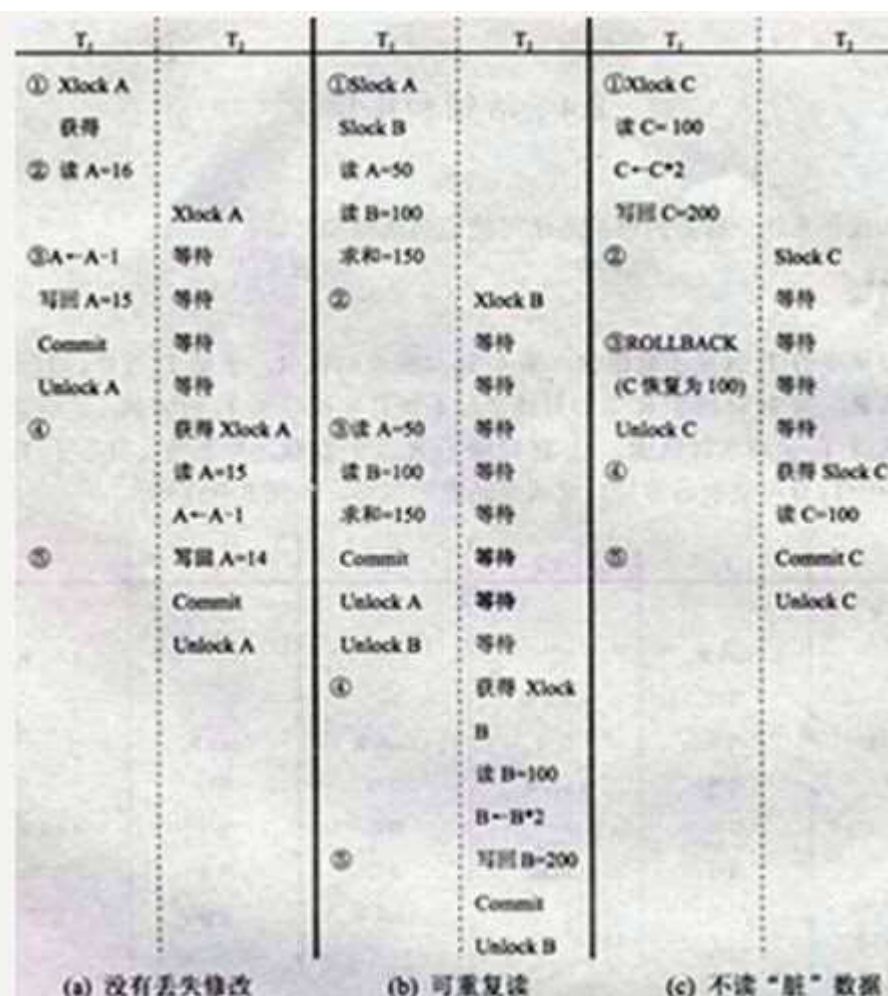 T₁ T₂ T₁ T₂ T₁ T₂
① Xlock A ①Slock A ①Xlock C
获得 Slock B 读 C= 100
② 读 A=16 读 A=50 C←C*2
Xlock A 读 B=100 写回 C=200
③A←A-1 等待 求和=150 ② Slock C
写回 A=15 等待 ② Xlock B 等待
Commit 等待 等待 ③ROLLBACK 等待
Unlock A 等待 等待 (C 恢复为 100) 等待
④ 获得 Xlock A ③读 A=50 等待 Unlock C 等待
读 A=15 读 B=100 等待 ④ 获得 Slock C
A←A-1 求和=150 等待 读 C=100
⑤ 写回 A=14 Commit 等待 ⑤ Commit C
Commit Unlock A 等待 Unlock C
Unlock A Unlock B 等待
④ 获得 Xlock
B
读 B=100
B←B*2
⑤ 写回 B=200
Commit
Unlock B
(a) 没有丢失修改 (b) 可重复读 (c) 不读“脏”数据